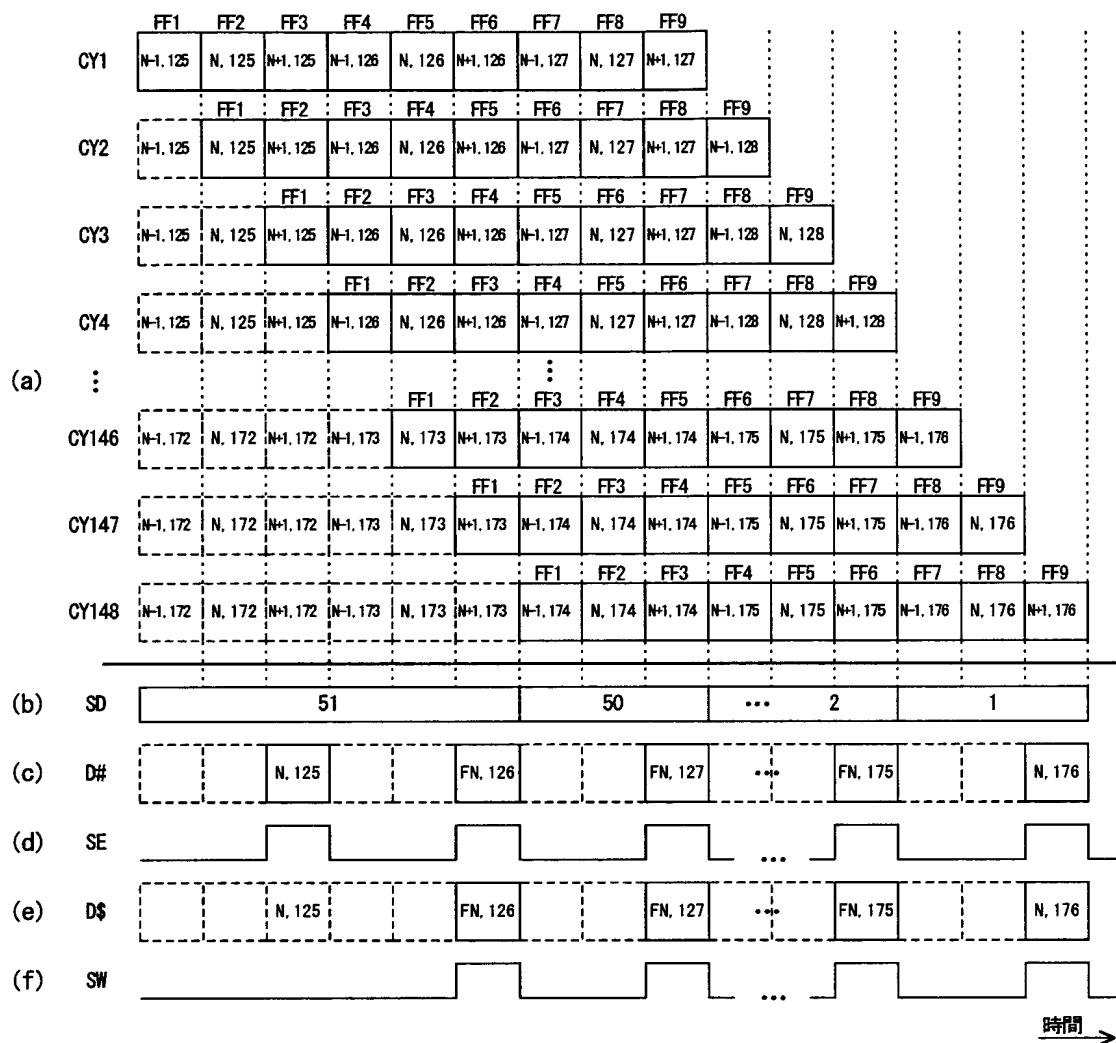 FF1 FF2 FF3 FF4 FF5 FF6 FF7 FF8 FF9
CY1 N-1, 125 N, 125 N+1, 125 N-1, 126 N, 126 N+1, 126 N-1, 127 N, 127 N+1, 127
FF1 FF2 FF3 FF4 FF5 FF6 FF7 FF8 FF9
CY2 N-1, 125 N, 125 N+1, 125 N-1, 126 N, 126 N+1, 126 N-1, 127 N, 127 N+1, 127 N-1, 128
FF1 FF2 FF3 FF4 FF5 FF6 FF7 FF8 FF9
CY3 N-1, 125 N, 125 N+1, 125 N-1, 126 N, 126 N+1, 126 N-1, 127 N, 127 N+1, 127 N-1, 128 N, 128
FF1 FF2 FF3 FF4 FF5 FF6 FF7 FF8 FF9
CY4 N-1, 125 N, 125 N+1, 125 N-1, 126 N, 126 N+1, 126 N-1, 127 N, 127 N+1, 127 N-1, 128 N, 128 N+1, 128
(a) ⋮ ⋮
FF1 FF2 FF3 FF4 FF5 FF6 FF7 FF8 FF9
CY146 N-1, 172 N, 172 N+1, 172 N-1, 173 N, 173 N+1, 173 N-1, 174 N, 174 N+1, 174 N-1, 175 N, 175 N+1, 175 N-1, 176
FF1 FF2 FF3 FF4 FF5 FF6 FF7 FF8 FF9
CY147 N-1, 172 N, 172 N+1, 172 N-1, 173 N, 173 N+1, 173 N-1, 174 N, 174 N+1, 174 N-1, 175 N, 175 N+1, 175 N-1, 176 N, 176
FF1 FF2 FF3 FF4 FF5 FF6 FF7 FF8 FF9
CY148 N-1, 172 N, 172 N+1, 172 N-1, 173 N, 173 N+1, 173 N-1, 174 N, 174 N+1, 174 N-1, 175 N, 175 N+1, 175 N-1, 176 N, 176 N+1, 176
(b) SD 51 50 ••• 2 1
(c) D# N, 125 FN, 126 FN, 127 ••• FN, 175 N, 176
(d) SE •••
(e) D$ N, 125 FN, 126 FN, 127 ••• FN, 175 N, 176
(f) SW •••
時間